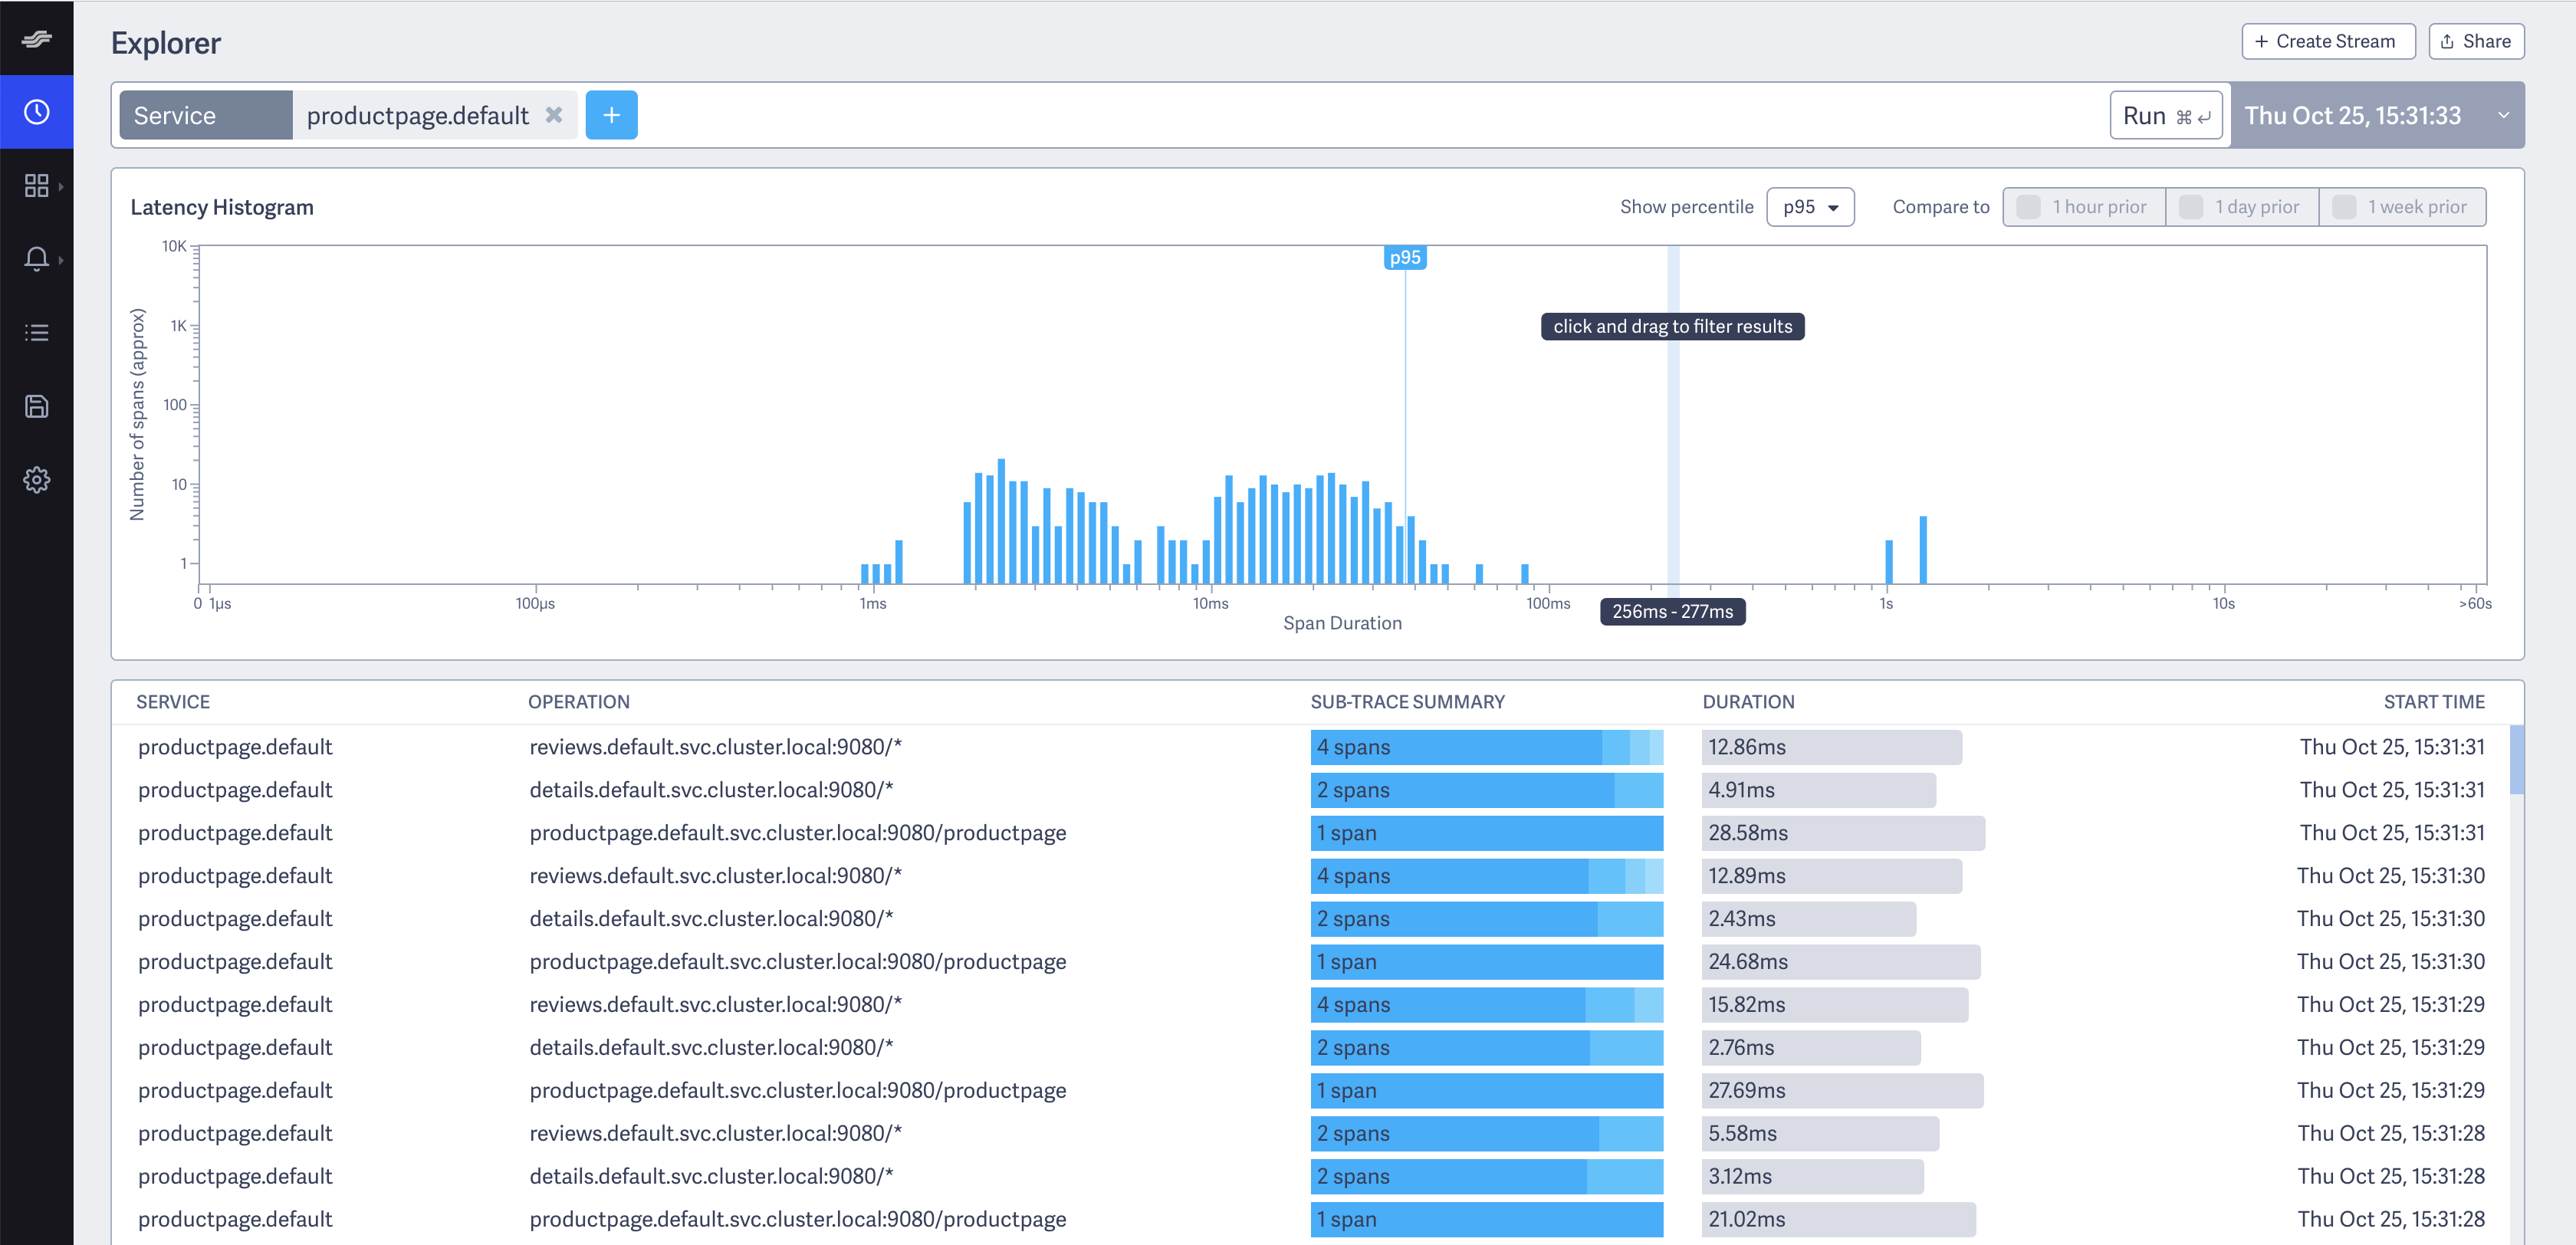 Explorer
+ Create Stream
Share
Service productpage.default × +
Run ⌘ ↵ Thu Oct 25, 15:31:33
Latency Histogram
Show percentile p95
Compare to 1 hour prior 1 day prior 1 week prior
10K
1K
100
10
1
Number of spans (approx)
p95
click and drag to filter results
0 1µs 100µs 1ms 10ms 100ms 1s 10s >60s
256ms - 277ms
Span Duration
SERVICE OPERATION SUB-TRACE SUMMARY DURATION START TIME
productpage.default reviews.default.svc.cluster.local:9080/* 4 spans 12.86ms Thu Oct 25, 15:31:31
productpage.default details.default.svc.cluster.local:9080/* 2 spans 4.91ms Thu Oct 25, 15:31:31
productpage.default productpage.default.svc.cluster.local:9080/productpage 1 span 28.58ms Thu Oct 25, 15:31:31
productpage.default reviews.default.svc.cluster.local:9080/* 4 spans 12.89ms Thu Oct 25, 15:31:30
productpage.default details.default.svc.cluster.local:9080/* 2 spans 2.43ms Thu Oct 25, 15:31:30
productpage.default productpage.default.svc.cluster.local:9080/productpage 1 span 24.68ms Thu Oct 25, 15:31:30
productpage.default reviews.default.svc.cluster.local:9080/* 4 spans 15.82ms Thu Oct 25, 15:31:29
productpage.default details.default.svc.cluster.local:9080/* 2 spans 2.76ms Thu Oct 25, 15:31:29
productpage.default productpage.default.svc.cluster.local:9080/productpage 1 span 27.69ms Thu Oct 25, 15:31:29
productpage.default reviews.default.svc.cluster.local:9080/* 2 spans 5.58ms Thu Oct 25, 15:31:28
productpage.default details.default.svc.cluster.local:9080/* 2 spans 3.12ms Thu Oct 25, 15:31:28
productpage.default productpage.default.svc.cluster.local:9080/productpage 1 span 21.02ms Thu Oct 25, 15:31:28